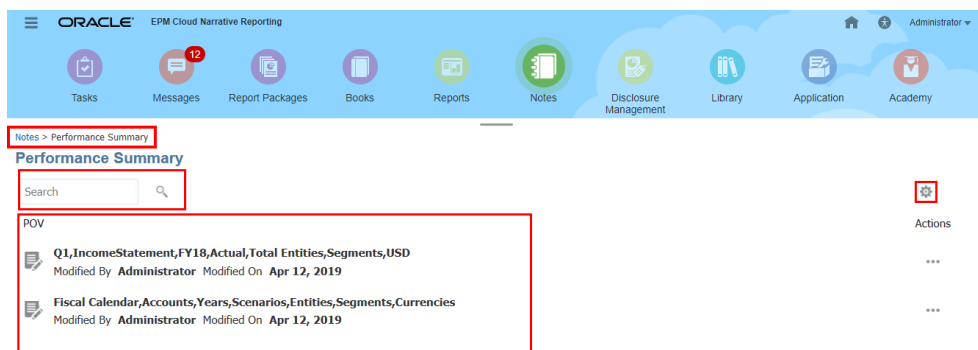 ORACLE® EPM Cloud Narrative Reporting Administrator
12
Tasks Messages Report Packages Books Reports Notes Disclosure Management Library Application Academy
Notes > Performance Summary
Performance Summary
Search
POV Actions
Q1,IncomeStatement,FY18,Actual,Total Entities,Segments,USD
Modified By Administrator Modified On Apr 12, 2019
Fiscal Calendar,Accounts,Years,Scenarios,Entities,Segments,Currencies
Modified By Administrator Modified On Apr 12, 2019